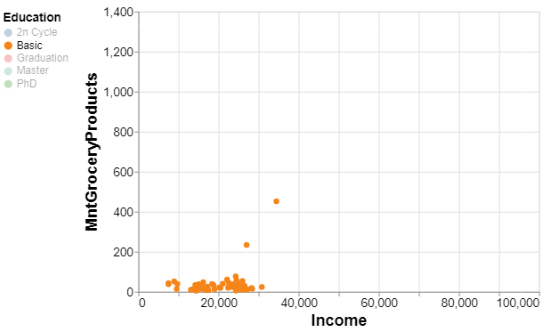 Education
2n Cycle
Basic
Graduation
Master
PhD
MntGroceryProducts
1,400
1,200
1,000
800
600
400
200
0
0 20,000 40,000 60,000 80,000 100,000
Income